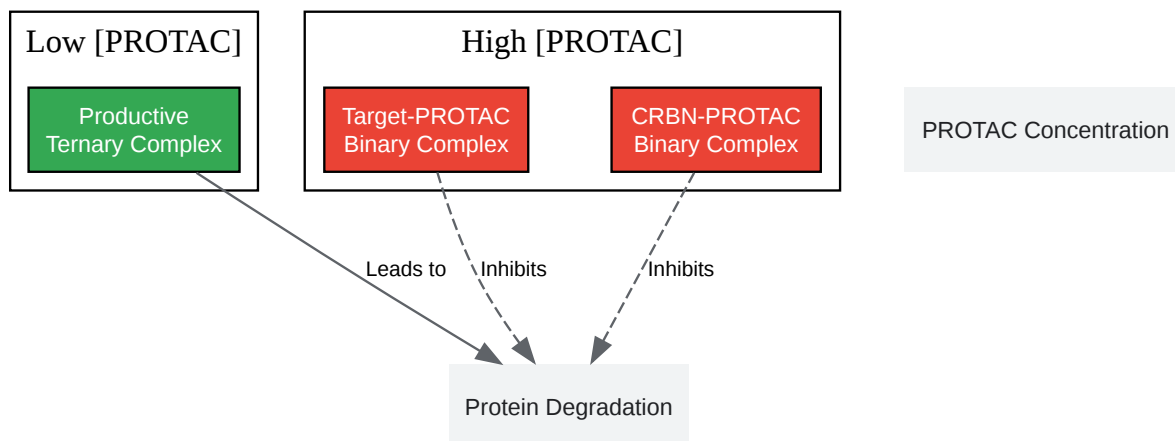 Low [PROTAC]
High [PROTAC]
Productive
Ternary Complex
Target-PROTAC
Binary Complex
CRBN-PROTAC
Binary Complex
PROTAC Concentration
Leads to
Inhibits
Inhibits
Protein Degradation